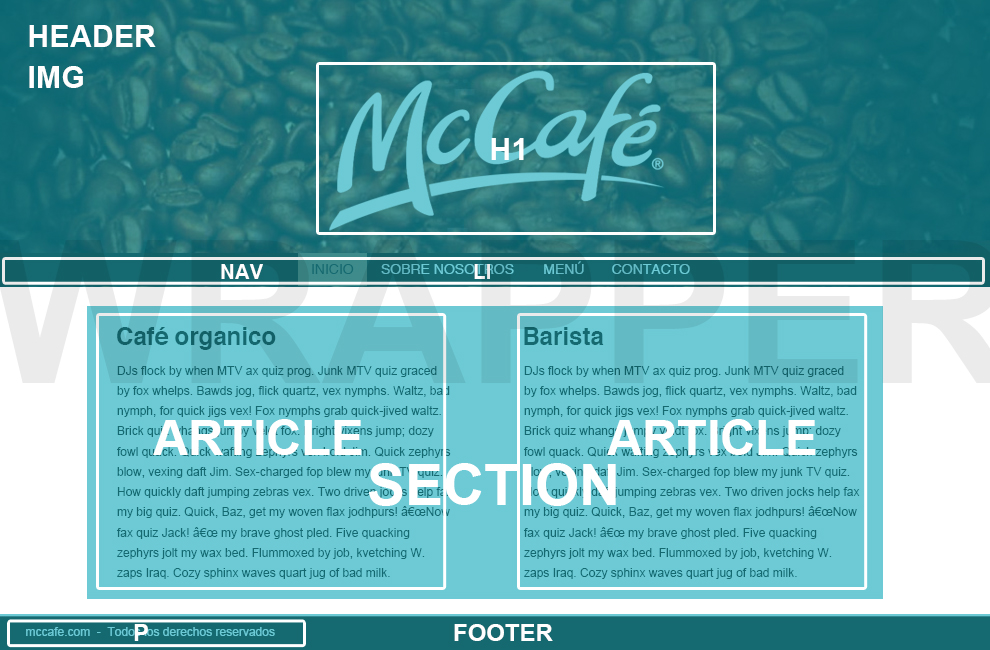 HEADER
IMG
McCafé®
H1
WRAPPER
NAV
INICIO SOBRE NOSOTROS MENÚ CONTACTO
LI
Café organico
DJs flock by when MTV ax quiz prog. Junk MTV quiz graced
by fox whelps. Bawds jog, flick quartz, vex nymphs. Waltz, bad
nymph, for quick jigs vex! Fox nymphs grab quick-jived waltz.
Brick quiz whangs jumpy veldt fox. Bright vixens jump; dozy
fowl quack. Quick wafting zephyrs vex bold Jim. Quick zephyrs
blow, vexing daft Jim. Sex-charged fop blew my junk TV quiz.
How quickly daft jumping zebras vex. Two driven jocks help fax
my big quiz. Quick, Baz, get my woven flax jodhpurs! â€œNow
fax quiz Jack! â€œ my brave ghost pled. Five quacking
zephyrs jolt my wax bed. Flummoxed by job, kvetching W.
zaps Iraq. Cozy sphinx waves quart jug of bad milk.
ARTICLE
Barista
DJs flock by when MTV ax quiz prog. Junk MTV quiz graced
by fox whelps. Bawds jog, flick quartz, vex nymphs. Waltz, bad
nymph, for quick jigs vex! Fox nymphs grab quick-jived waltz.
Brick quiz whangs jumpy veldt fox. Bright vixens jump; dozy
fowl quack. Quick wafting zephyrs vex bold Jim. Quick zephyrs
blow, vexing daft Jim. Sex-charged fop blew my junk TV quiz.
How quickly daft jumping zebras vex. Two driven jocks help fax
my big quiz. Quick, Baz, get my woven flax jodhpurs! â€œNow
fax quiz Jack! â€œ my brave ghost pled. Five quacking
zephyrs jolt my wax bed. Flummoxed by job, kvetching W.
zaps Iraq. Cozy sphinx waves quart jug of bad milk.
ARTICLE
SECTION
mccafe.com - Todos los derechos reservados
P
FOOTER